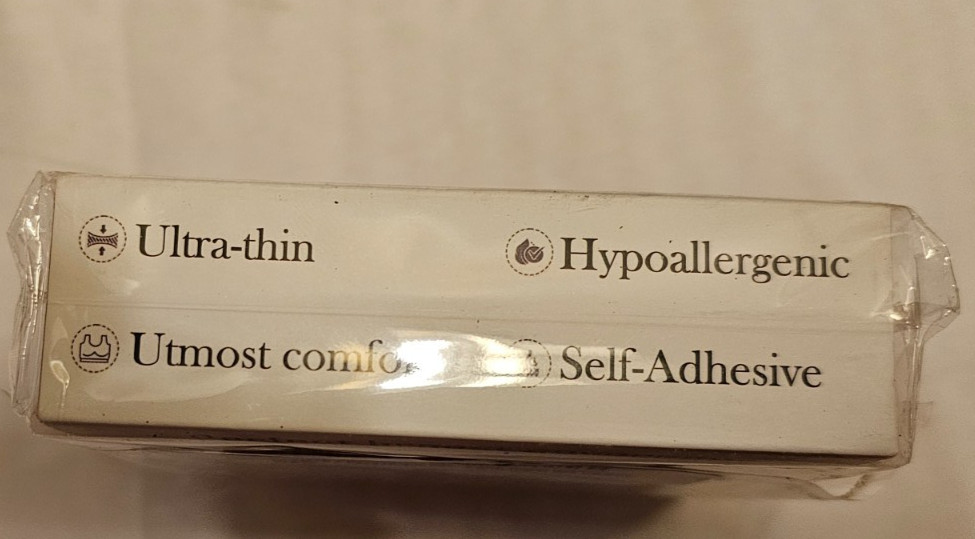 Ultra-thin
Hypoallergenic
Utmost
Self-Adhesive